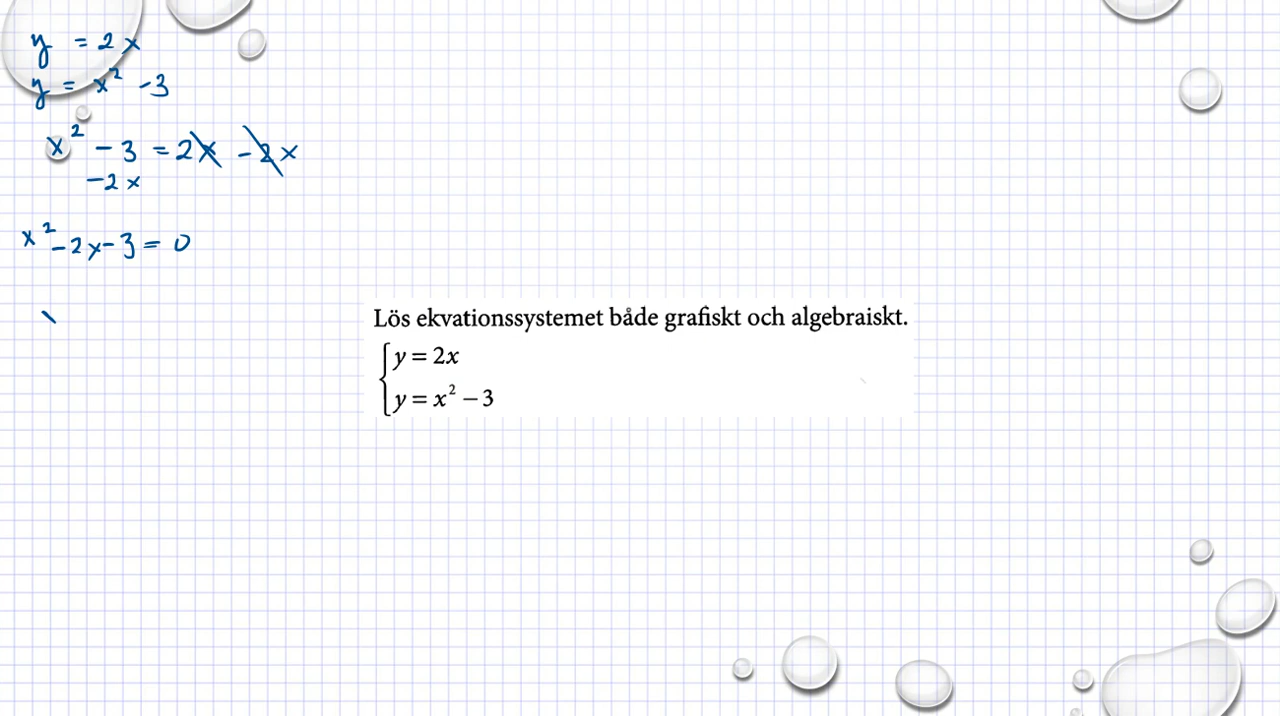 y = 2x
y = x² - 3
x² - 3 = 2x - 2x
-2x
x² - 2x - 3 = 0
Lös ekvationssystemet både grafiskt och algebraiskt.
y = 2x
y = x² - 3